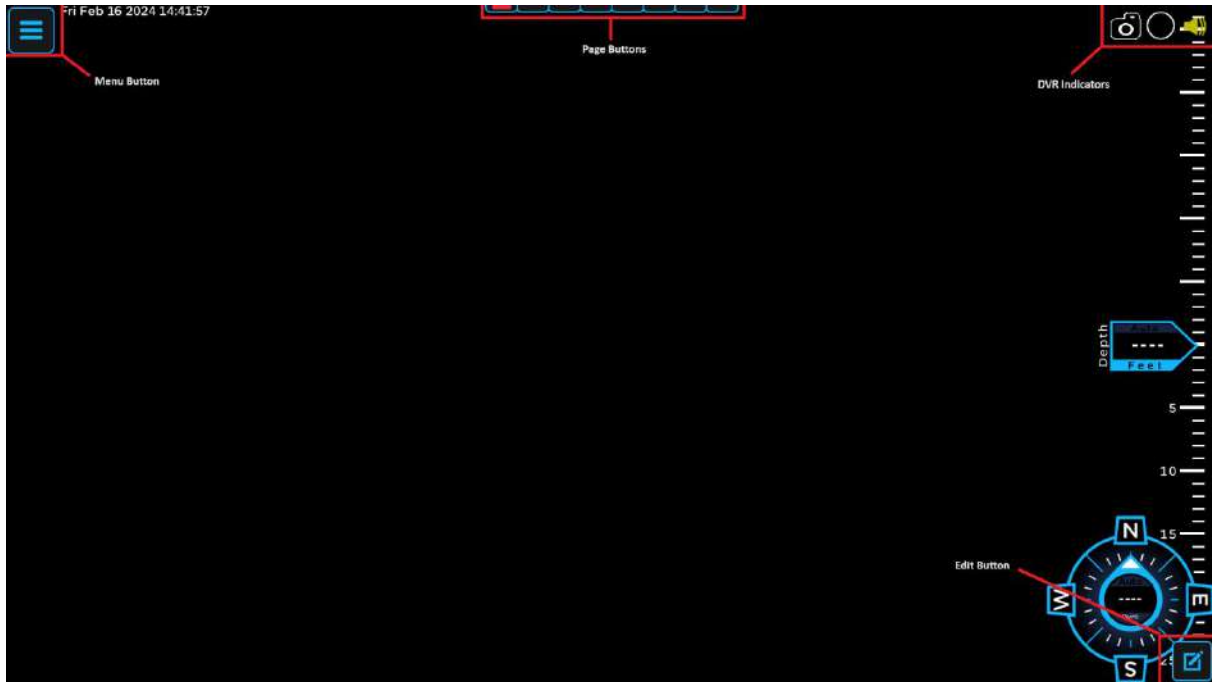 Fri Feb 16 2024 14:41:57
Page Buttons
Menu Button
DVR Indicators
Depth
----
Feet
5
10
N
15
Edit Button
W
----
E
S